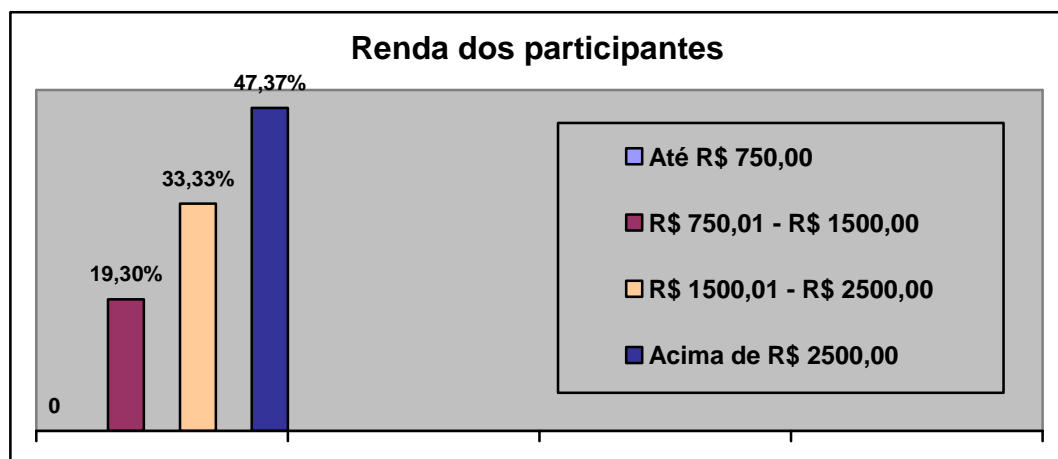 Renda dos participantes
47,37%
33,33%
19,30%
0
Até R$ 750,00
R$ 750,01 - R$ 1500,00
R$ 1500,01 - R$ 2500,00
Acima de R$ 2500,00